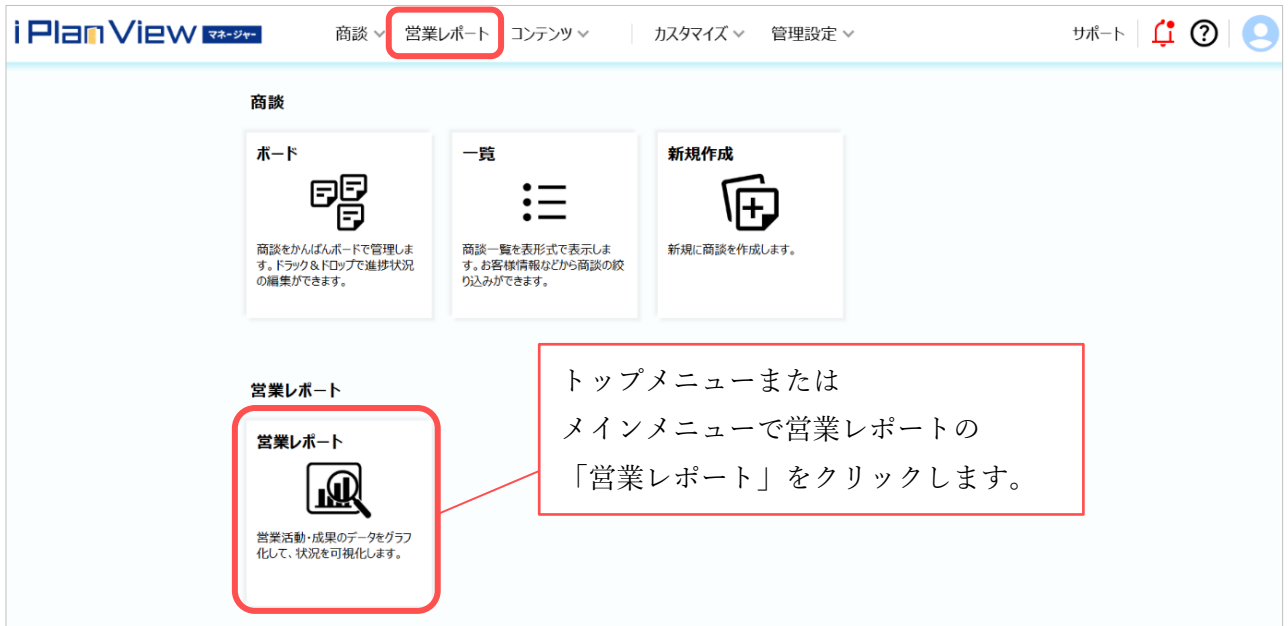 i PlanView マネージャー
商談 営業レポート コンテンツ カスタマイズ 管理設定 サポート
商談
ボード
商談をかんばんボードで管理しま
す。ドラック&ドロップで進捗状況
の編集ができます。
一覧
商談一覧を表形式で表示しま
す。お客様情報などから商談の絞
り込みができます。
新規作成
新規に商談を作成します。
営業レポート
営業レポート
営業活動・成果のデータをグラフ
化して、状況を可視化します。
トップメニューまたは
メインメニューで営業レポートの
「営業レポート」をクリックします。